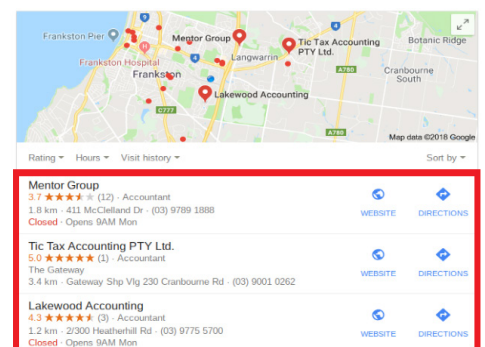 Frankston Pier
9
Mentor Group
4
Tic Tax Accounting PTY Ltd.
Botanic Ridge
Frankston Hospital
H
Langwarrin
A780
Cranbourne South
Frankston
4
Lakewood Accounting
C777
A780
Map data ©2018 Google
Rating Hours Visit history Sort by
Mentor Group
3.7 (12) · Accountant
1.8 km · 411 McClelland Dr · (03) 9789 1888
Closed · Opens 9AM Mon
WEBSITE DIRECTIONS
Tic Tax Accounting PTY Ltd.
5.0 (1) · Accountant
The Gateway
3.4 km · Gateway Shp Vlg 230 Cranbourne Rd · (03) 9001 0262
WEBSITE DIRECTIONS
Lakewood Accounting
4.3 (3) · Accountant
1.2 km · 2/300 Heatherhill Rd · (03) 9775 5700
Closed · Opens 9AM Mon
WEBSITE DIRECTIONS